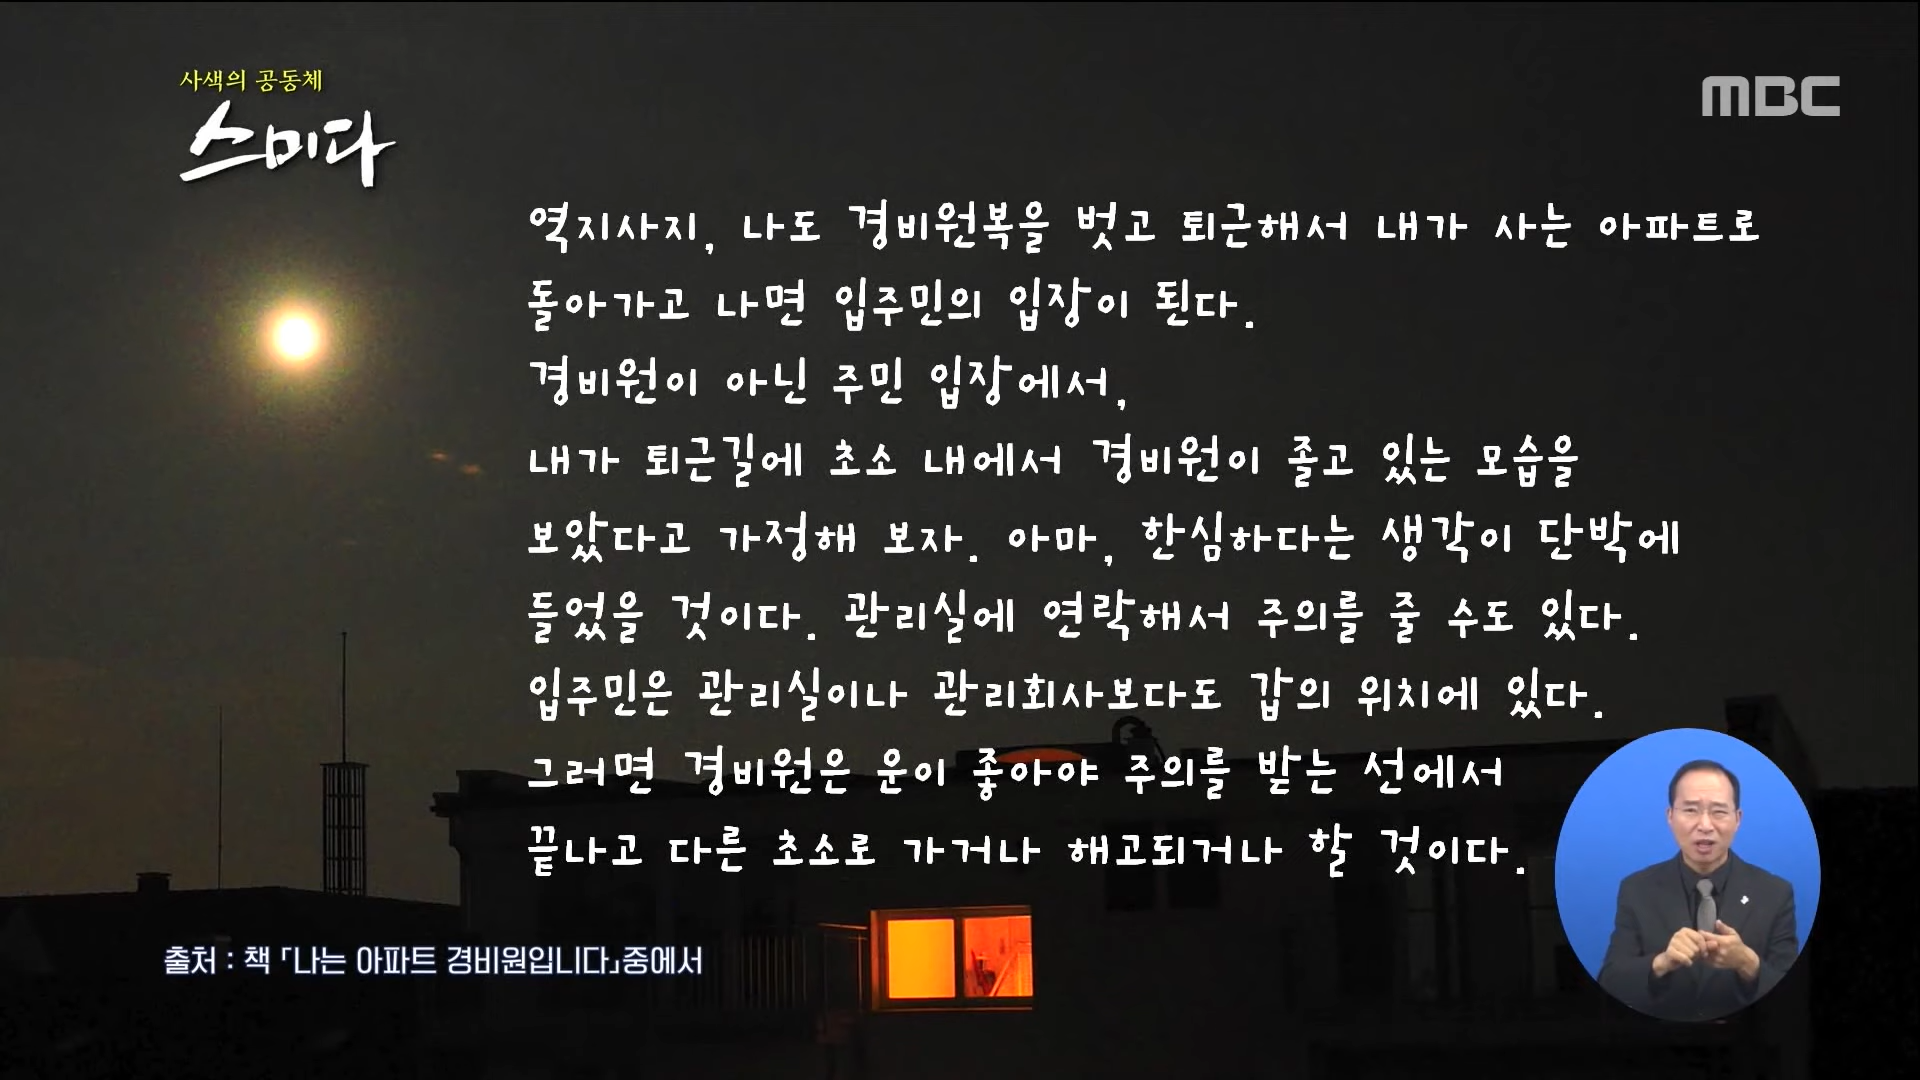 사색의 공동체
스미다
MBC
역지사지, 나도 경비원복을 벗고 퇴근해서 내가 사는 아파트로
돌아가고 나면 입주민의 입장이 된다.
경비원이 아닌 주민 입장에서,
내가 퇴근길에 초소 내에서 경비원이 졸고 있는 모습을
보았다고 가정해 보자. 아마, 한심하다는 생각이 단박에
들었을 것이다. 관리실에 연락해서 주의를 줄 수도 있다.
입주민은 관리실이나 관리회사보다도 갑의 위치에 있다.
그러면 경비원은 운이 좋아야 주의를 받는 선에서
끝나고 다른 초소로 가거나 해고되거나 할 것이다.
출처 : 책 「나는 아파트 경비원입니다」중에서